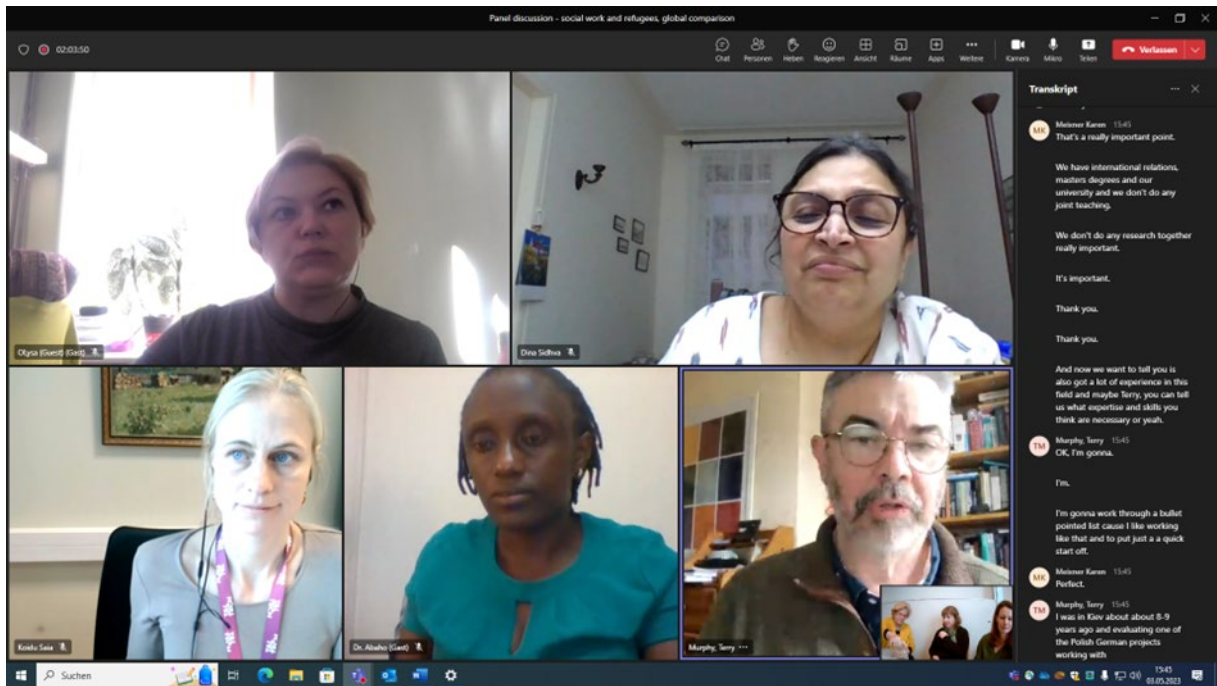 Panel discussion - social work and refugees, global comparison
02:03:50
Chat
Personen
Heben
Reagieren
Ansicht
Räume
Apps
Weitere
Kamera
Mikro
Teilen
Verlassen
Olysa (Guest) (Gast)
Dina Sidhva
Koidu Saia
Dr. Abaho (Gast)
Murphy, Terry
Transkript
MK
Meixner Karen 15:45
That's a really important point.
We have international relations,
masters degrees and our
university and we don't do any
joint teaching.
We don't do any research together
really important.
It's important.
Thank you.
Thank you.
And now we want to tell you is
also got a lot of experience in this
field and maybe Terry, you can tell
us what expertise and skills you
think are necessary or yeah.
TM
Murphy, Terry 15:45
OK, I'm gonna.
I'm.
I'm gonna work through a bullet
pointed list cause I like working
like that and to put just a a quick
start off.
MK
Meixner Karen 15:45
Perfect.
TM
Murphy, Terry 15:45
I was in Kiev about about 8-9
years ago and evaluating one of
the Polish German projects
working with
Suchen
15:45
03.05.2023